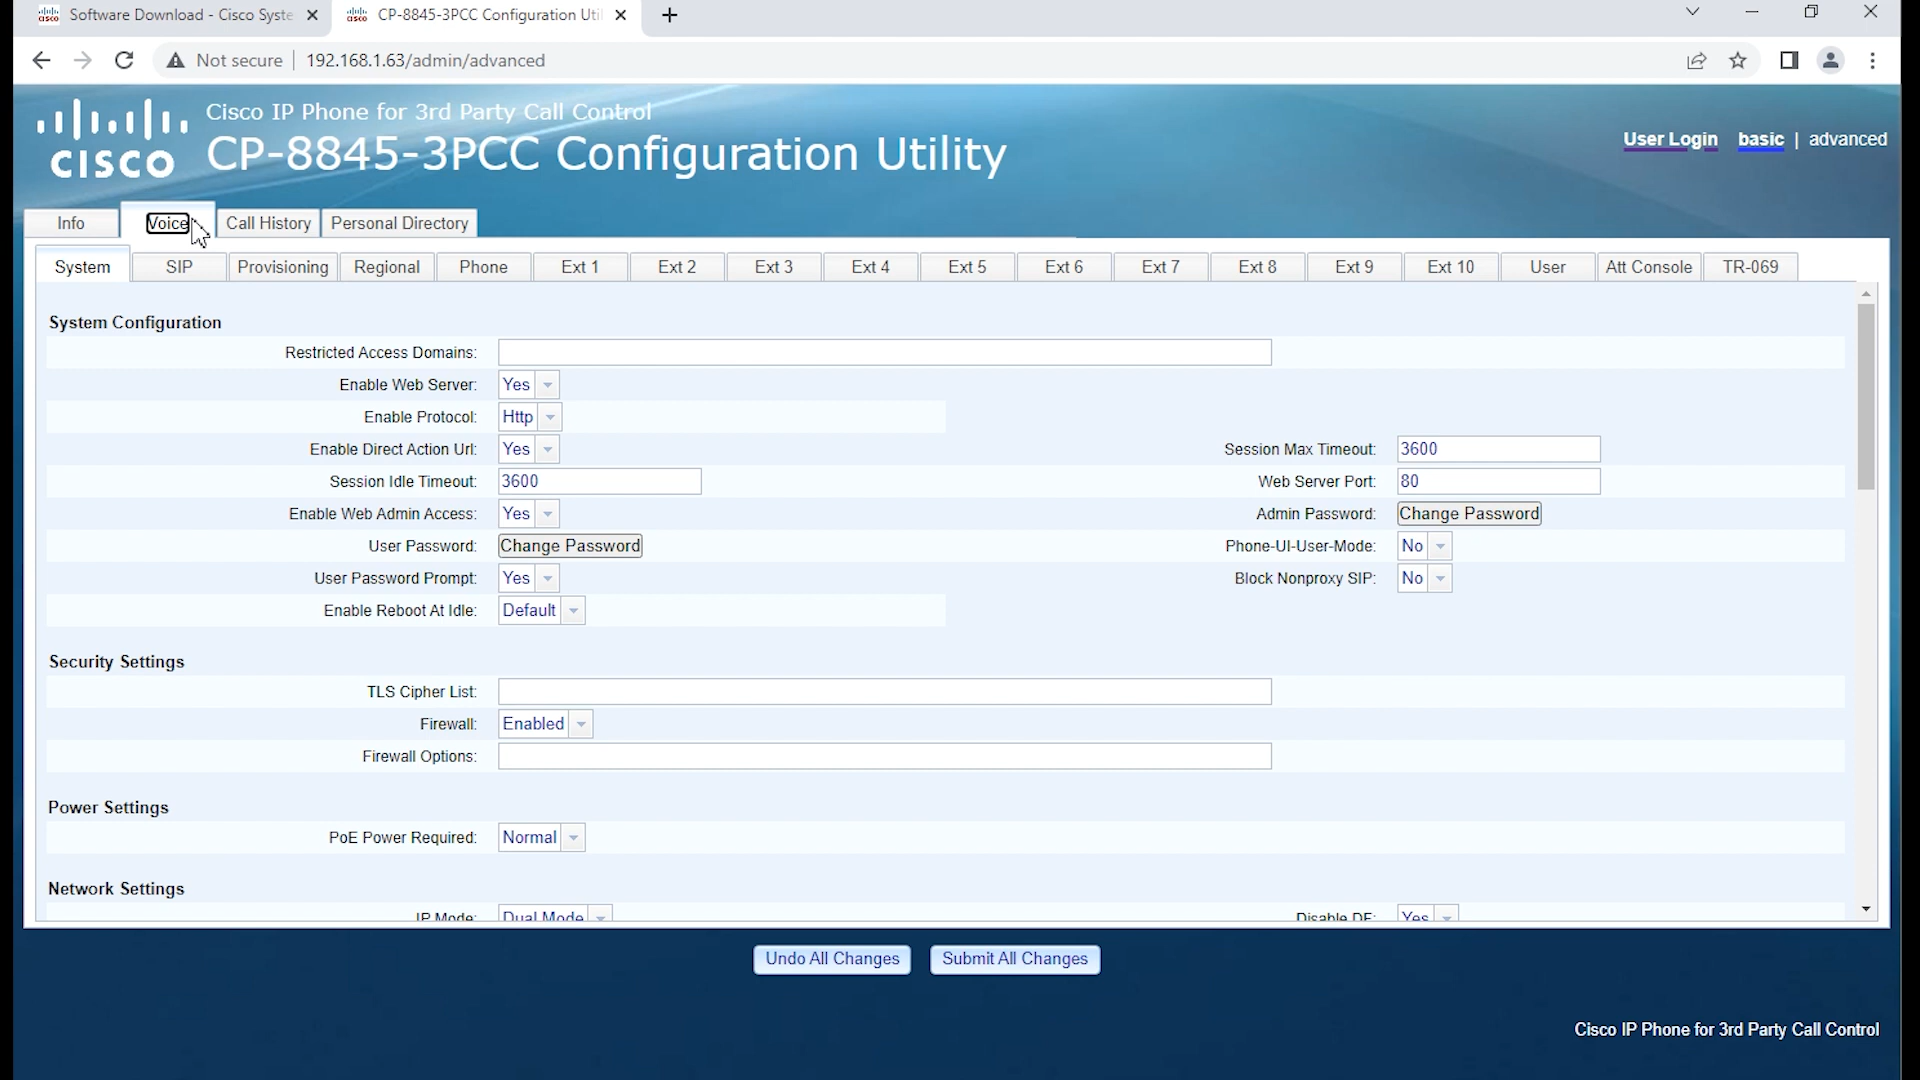 Software Download - Cisco Syste
CP-8845-3PCC Configuration Util
Not secure
192.168.1.63/admin/advanced
Cisco IP Phone for 3rd Party Call Control
CISCO
CP-8845-3PCC Configuration Utility
User Login basic | advanced
Info Voice Call History Personal Directory
System SIP Provisioning Regional Phone Ext 1 Ext 2 Ext 3 Ext 4 Ext 5 Ext 6 Ext 7 Ext 8 Ext 9 Ext 10 User Att Console TR-069
System Configuration
Restricted Access Domains:
Enable Web Server: Yes
Enable Protocol: Http
Enable Direct Action Url: Yes Session Max Timeout: 3600
Session Idle Timeout: 3600 Web Server Port: 80
Enable Web Admin Access: Yes Admin Password: Change Password
User Password: Change Password Phone-UI-User-Mode: No
User Password Prompt: Yes Block Nonproxy SIP: No
Enable Reboot At Idle: Default
Security Settings
TLS Cipher List:
Firewall: Enabled
Firewall Options:
Power Settings
PoE Power Required: Normal
Network Settings
IP Mode: Dual Mode Disable DF: Yes
Undo All Changes Submit All Changes
Cisco IP Phone for 3rd Party Call Control